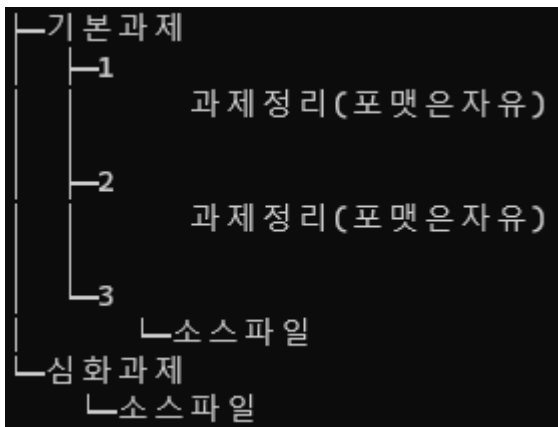 ├─기본과제
│  ├─1
│  │      과제정리(포맷은자유)
│  │
│  ├─2
│  │      과제정리(포맷은자유)
│  │
│  └─3
│      └─소스파일
└─심화과제
    └─소스파일